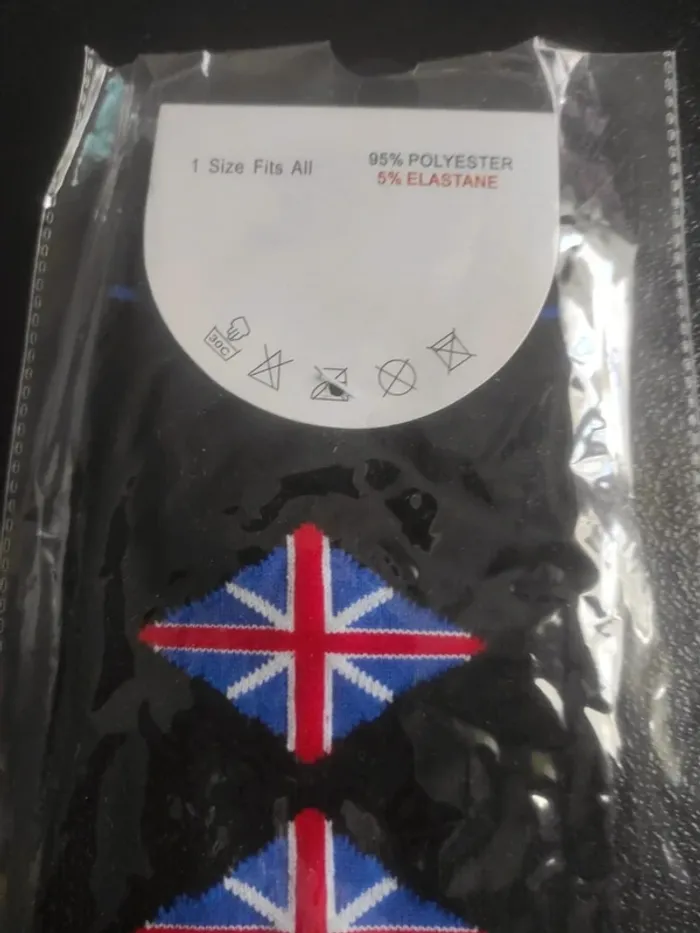 1 Size Fits All
95% POLYESTER
5% ELASTANE
30C